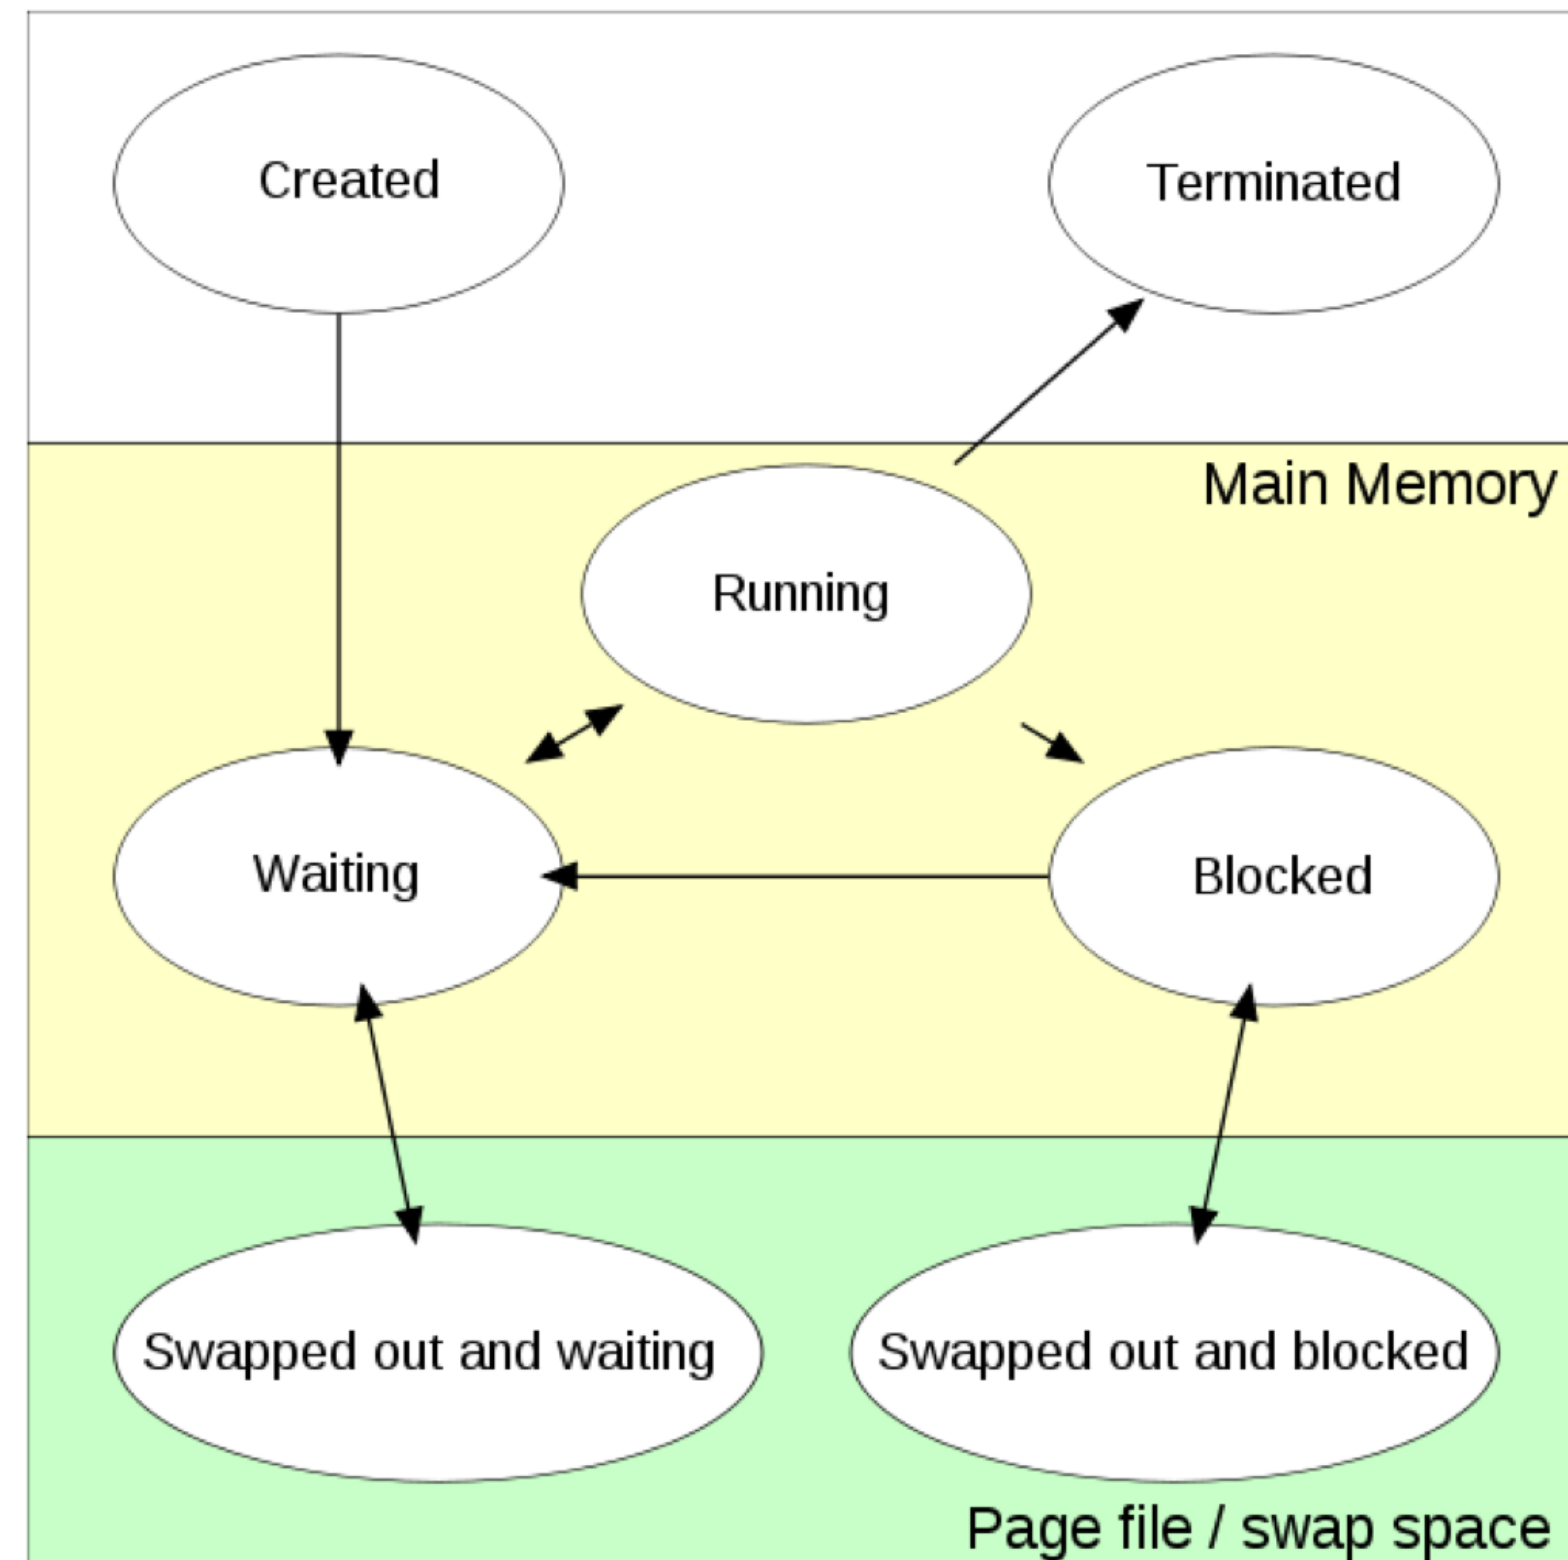 Created
Terminated
Main Memory
Running
Waiting
Blocked
Swapped out and waiting
Swapped out and blocked
Page file / swap space